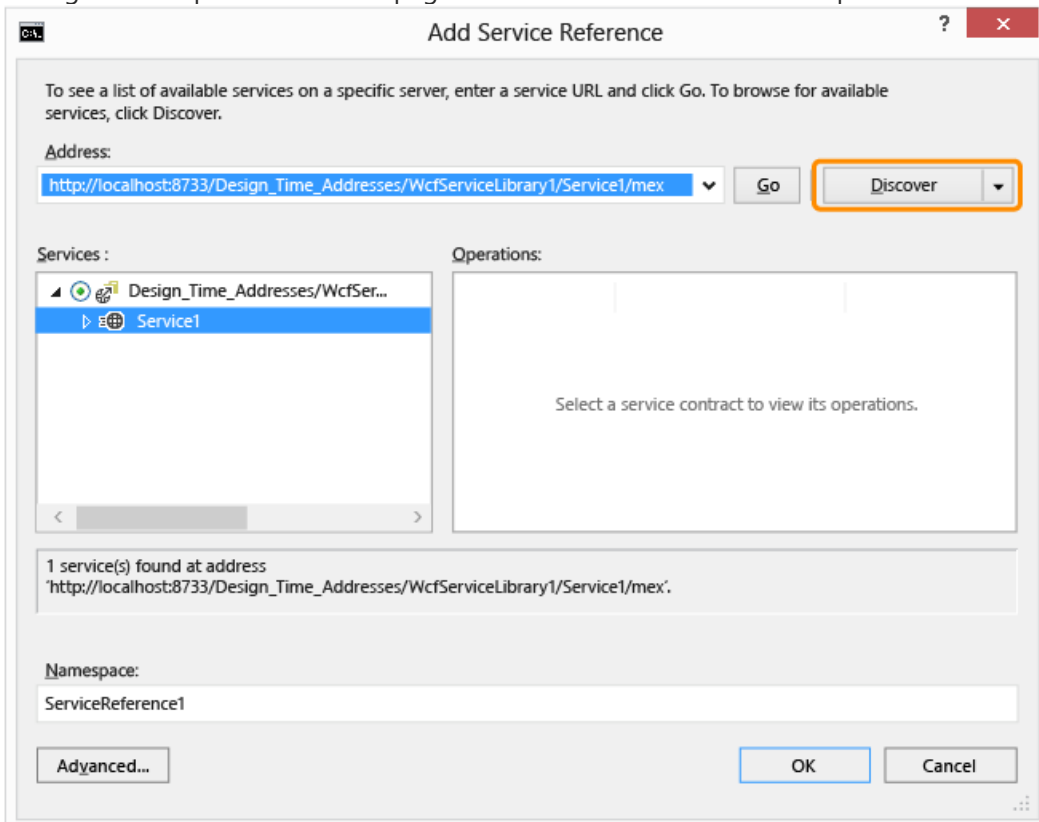 Add Service Reference
?
To see a list of available services on a specific server, enter a service URL and click Go. To browse for available
services, click Discover.
Address:
http://localhost:8733/Design_Time_Addresses/WcfServiceLibrary1/Service1/mex
Go
Discover
Services :
Operations:
Design_Time_Addresses/WcfSer...
Service1
Select a service contract to view its operations.
1 service(s) found at address
'http://localhost:8733/Design_Time_Addresses/WcfServiceLibrary1/Service1/mex'.
Namespace:
ServiceReference1
Advanced...
OK
Cancel